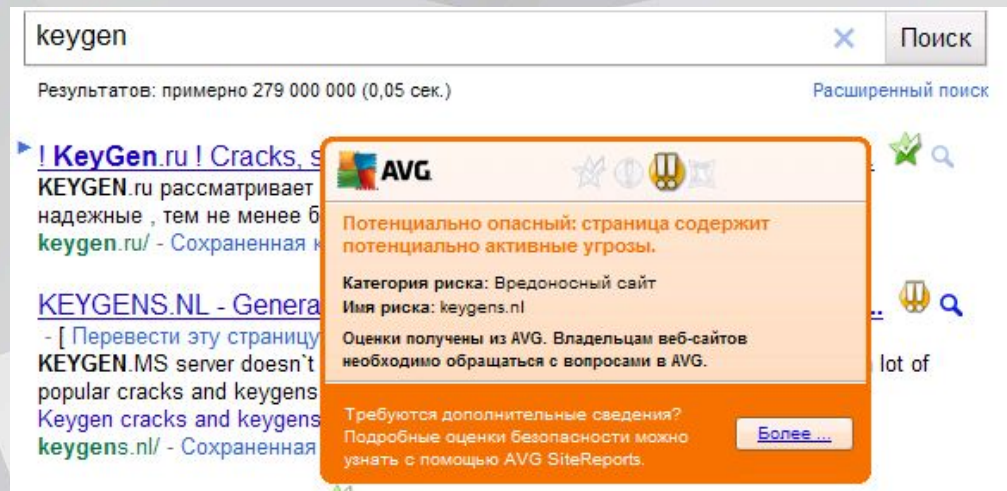 keygen
Поиск
Результатов: примерно 279 000 000 (0,05 сек.)
Расширенный поиск
! KeyGen.ru ! Cracks, s
KEYGEN.ru рассматривает
надежные , тем не менее б
keygen.ru/ - Сохраненная к
AVG
Потенциально опасный: страница содержит
потенциально активные угрозы.
Категория риска: Вредоносный сайт
Имя риска: keygens.nl
Оценки получены из AVG. Владельцам веб-сайтов
необходимо обращаться с вопросами в AVG.
Требуются дополнительные сведения?
Подробные оценки безопасности можно
узнать с помощью AVG SiteReports.
Более ...
KEYGENS.NL - Genera ...
- [ Перевести эту страницу
KEYGEN.MS server doesn`t lot of
popular cracks and keygens
Keygen cracks and keygens
keygens.nl/ - Сохраненная